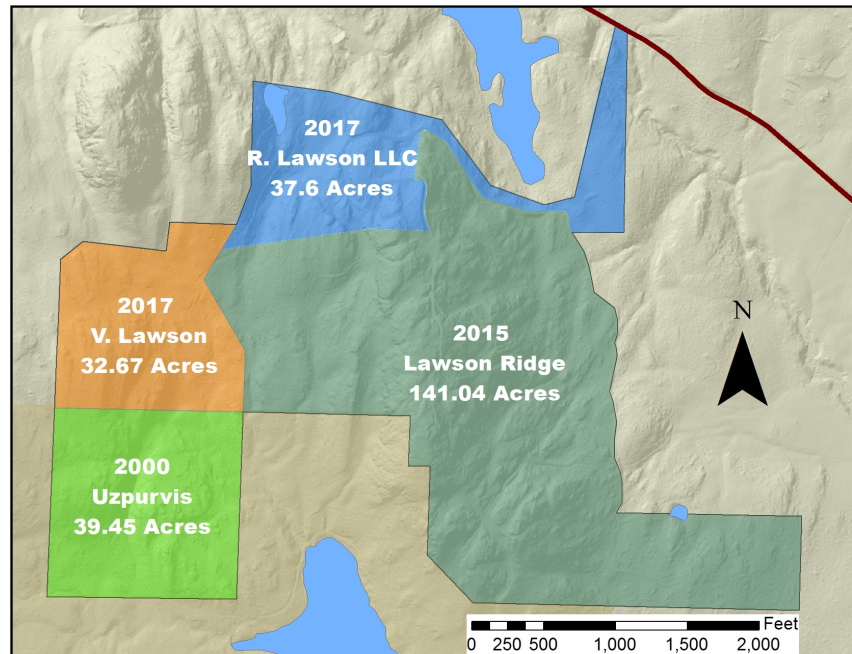 2017
R. Lawson LLC
37.6 Acres
2017
V. Lawson
32.67 Acres
2015
Lawson Ridge
141.04 Acres
N
2000
Uzpurvis
39.45 Acres
Feet
0 250 500 1,000 1,500 2,000